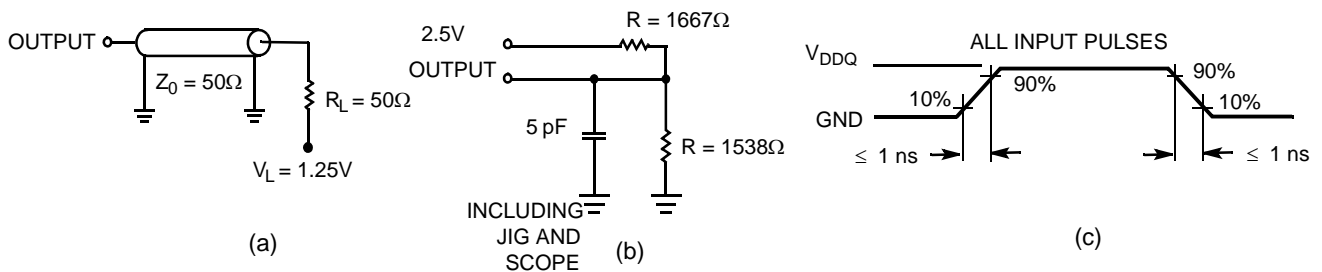 OUTPUT
Z0 = 50Ω
RL = 50Ω
VL = 1.25V
(a)
R = 1667Ω
2.5V
OUTPUT
5 pF
R = 1538Ω
INCLUDING
JIG AND
SCOPE
(b)
ALL INPUT PULSES
VDDQ
GND
10%
90%
90%
10%
≤ 1 ns
≤ 1 ns
(c)